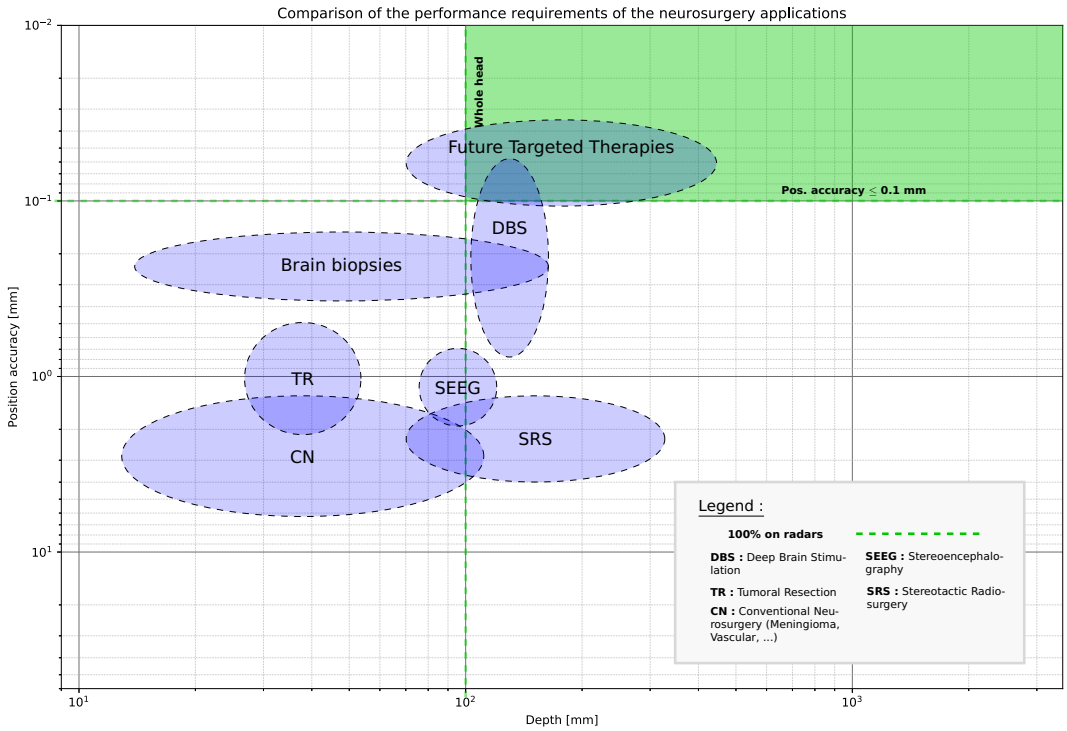 Comparison of the performance requirements of the neurosurgery applications
10⁻²
Whole head
Future Targeted Therapies
Pos. accuracy ≤ 0.1 mm
10⁻¹
DBS
Brain biopsies
Position accuracy [mm]
10⁰
TR
SEEG
SRS
CN
10¹
Legend :
100% on radars
DBS : Deep Brain Stimu-
lation
TR : Tumoral Resection
CN : Conventional Neu-
rosurgery (Meningioma,
Vascular, ...)
SEEG : Stereoencephalo-
graphy
SRS : Stereotactic Radio-
surgery
10¹
10²
10³
Depth [mm]